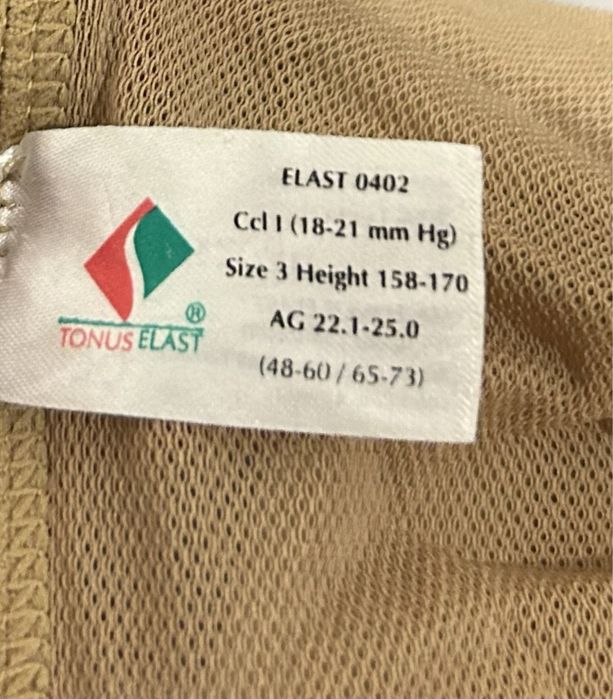 ELAST 0402
Ccl I (18-21 mm Hg)
Size 3 Height 158-170
AG 22.1-25.0
(48-60 / 65-73)
®
TONUS ELAST